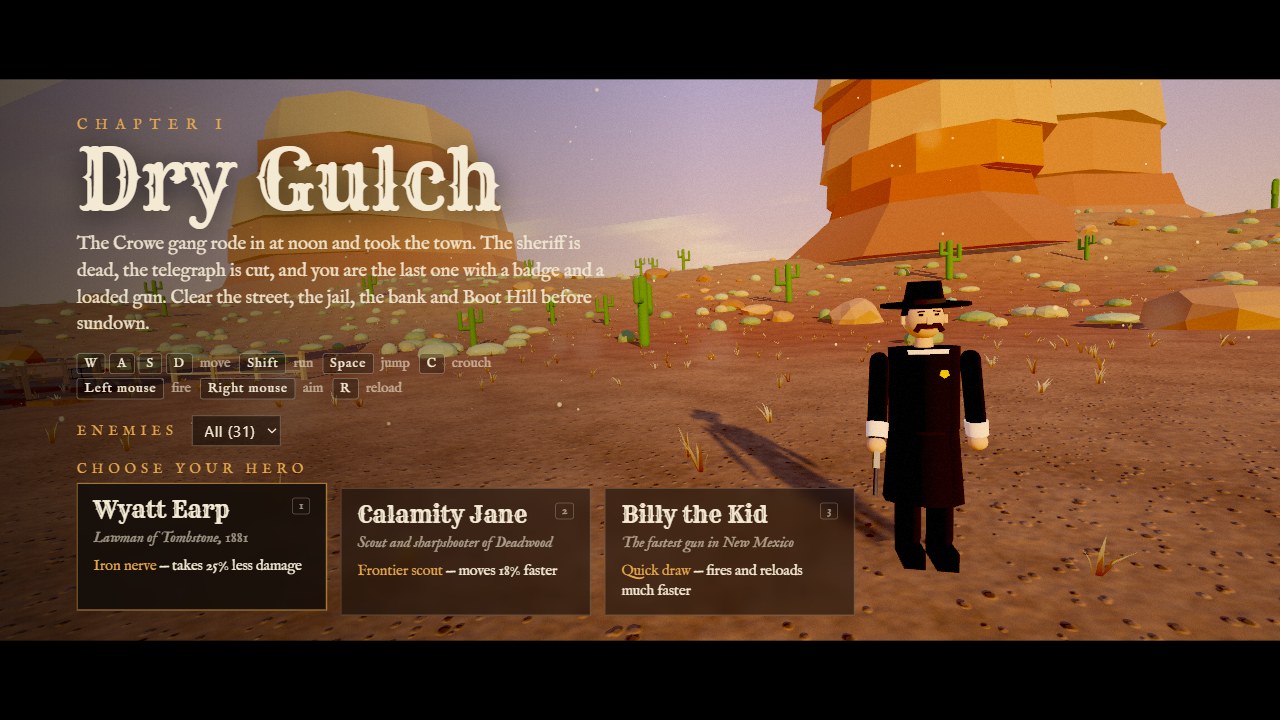 CHAPTER I
Dry Gulch
The Crowe gang rode in at noon and took the town. The sheriff is
dead, the telegraph is cut, and you are the last one with a badge and a
loaded gun. Clear the street, the jail, the bank and Boot Hill before
sundown.
W A S D move Shift run Space jump C crouch
Left mouse fire Right mouse aim R reload
ENEMIES All (31)
CHOOSE YOUR HERO
Wyatt Earp 1
Lawman of Tombstone, 1881
Iron nerve — takes 25% less damage
Calamity Jane 2
Scout and sharpshooter of Deadwood
Frontier scout — moves 18% faster
Billy the Kid 3
The fastest gun in New Mexico
Quick draw — fires and reloads
much faster